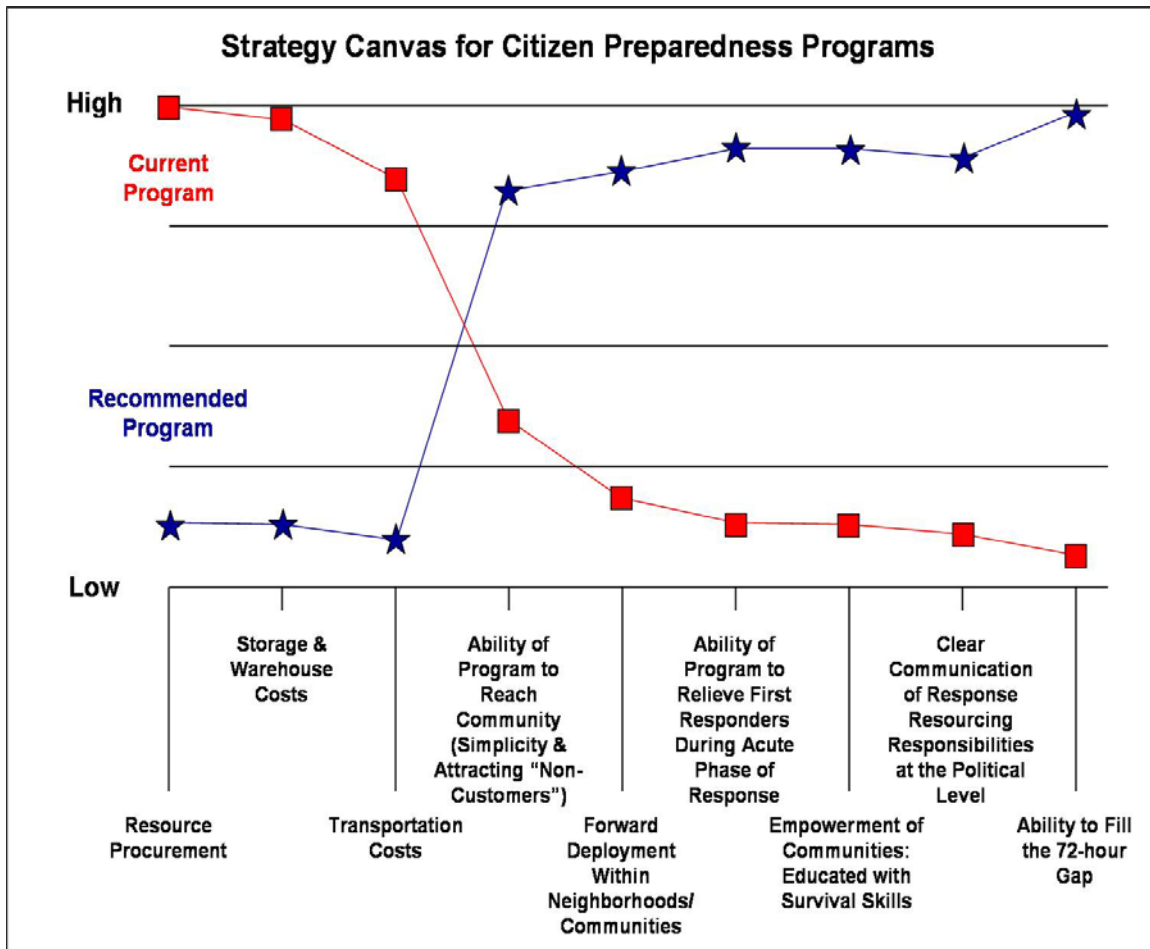 Strategy Canvas for Citizen Preparedness Programs
High
Current
Program
Recommended
Program
Low
Storage &
Warehouse
Costs
Ability of
Program to
Reach
Community
(Simplicity &
Attracting "Non-
Customers")
Ability of
Program to
Relieve First
Responders
During Acute
Phase of
Response
Clear
Communication
of Response
Resourcing
Responsibilities
at the Political
Level
Resource
Procurement
Transportation
Costs
Forward
Deployment
Within
Neighborhoods/
Communities
Empowerment of
Communities:
Educated with
Survival Skills
Ability to Fill
the 72-hour
Gap